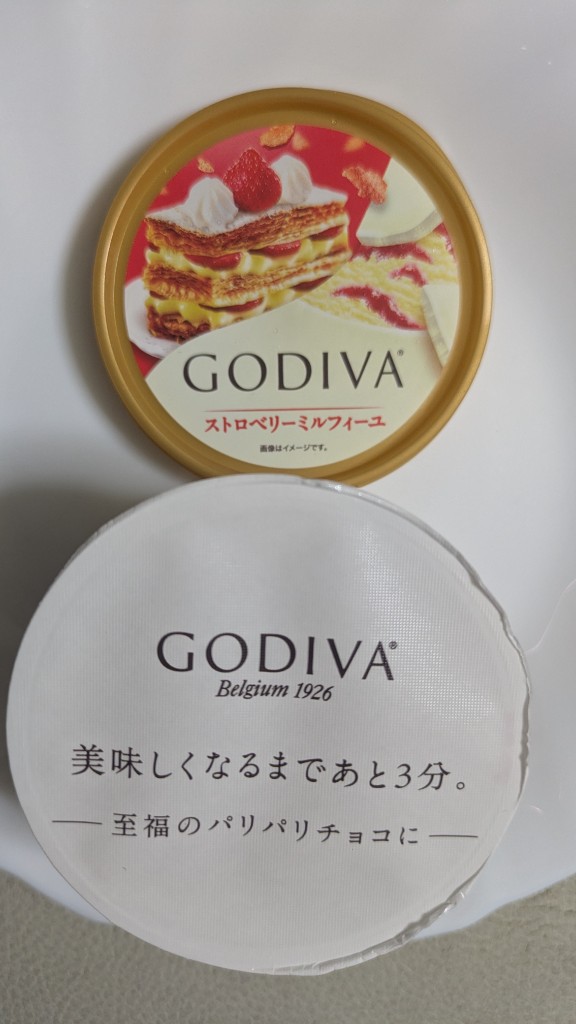 GODIVA®
ストロベリーミルフィーユ
画像はイメージです。
GODIVA®
Belgium 1926
美味しくなるまであと3分。
至福のパリパリチョコに